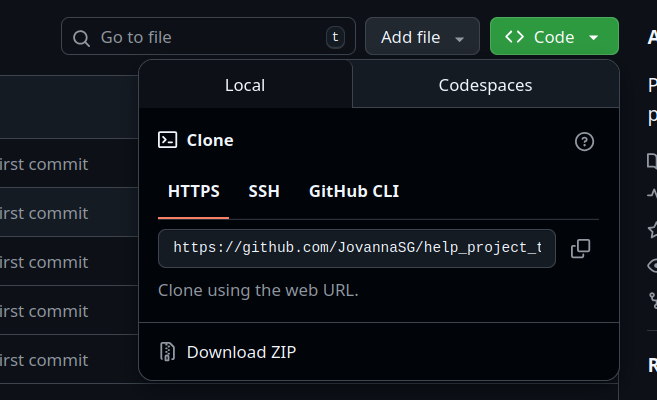 Go to file
t
Add file
Code
Local
Codespaces
Clone
HTTPS
SSH
GitHub CLI
https://github.com/JovannaSG/help_project_t
Clone using the web URL.
Download ZIP
irst commit
irst commit
irst commit
irst commit
irst commit